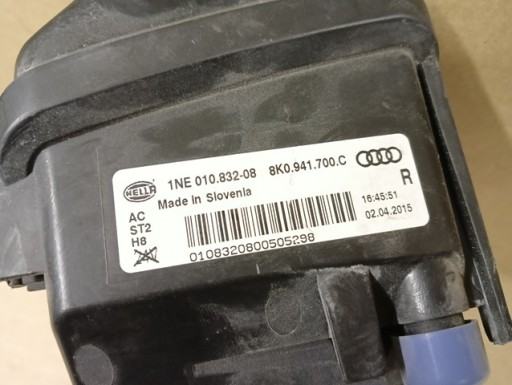 HELLA 1NE 010.832-08 8K0.941.700.C
Made in Slovenia R
AC 16:45:51
ST2 02.04.2015
H8
0108320800505298